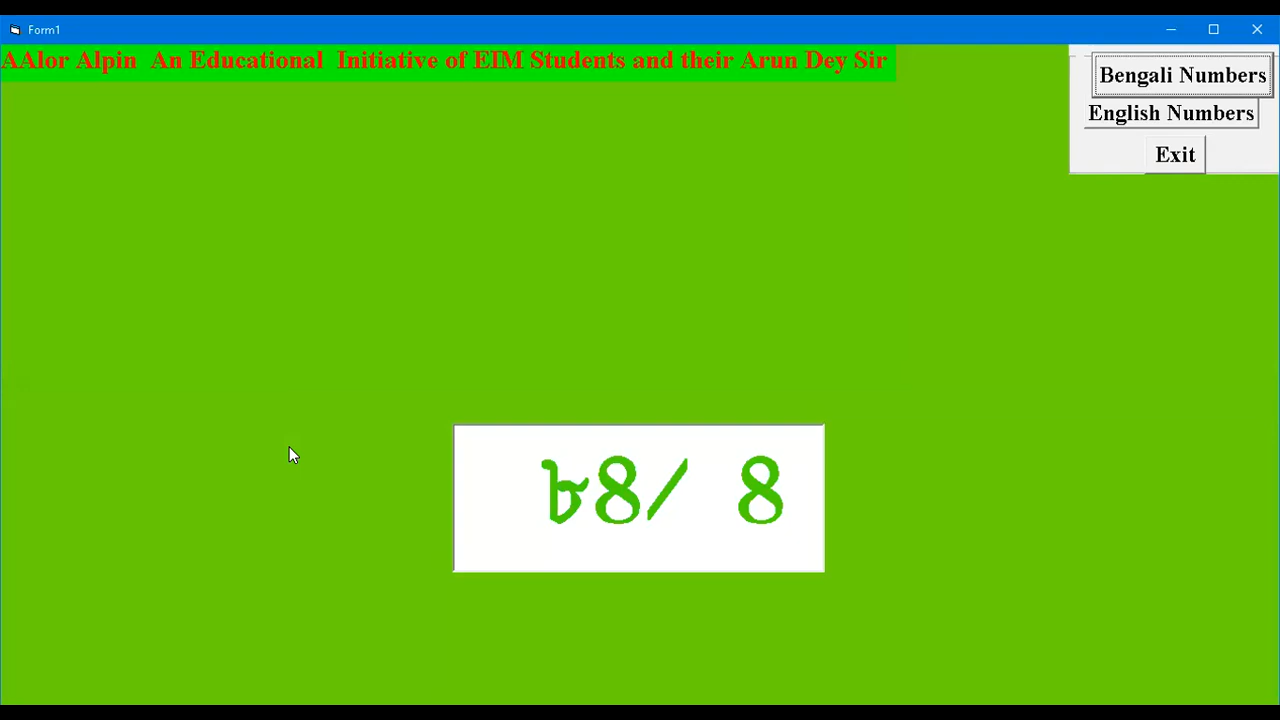 Form1
AAlor Alpin An Educational Initiative of EIM Students and their Arun Dey Sir
Bengali Numbers
English Numbers
Exit
৮৪/ ৪